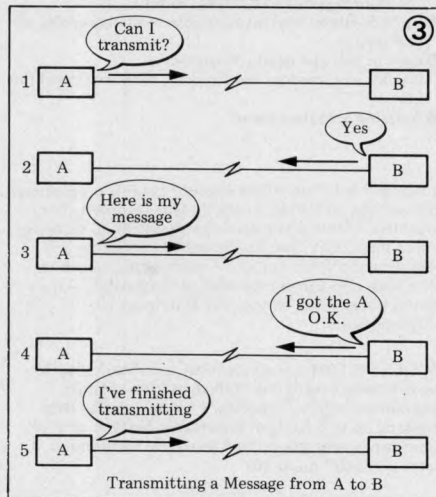 ③
Can I
transmit?
1 A B
Yes
2 A B
Here is my
message
3 A B
I got the A
O.K.
4 A B
I've finished
transmitting
5 A B
Transmitting a Message from A to B